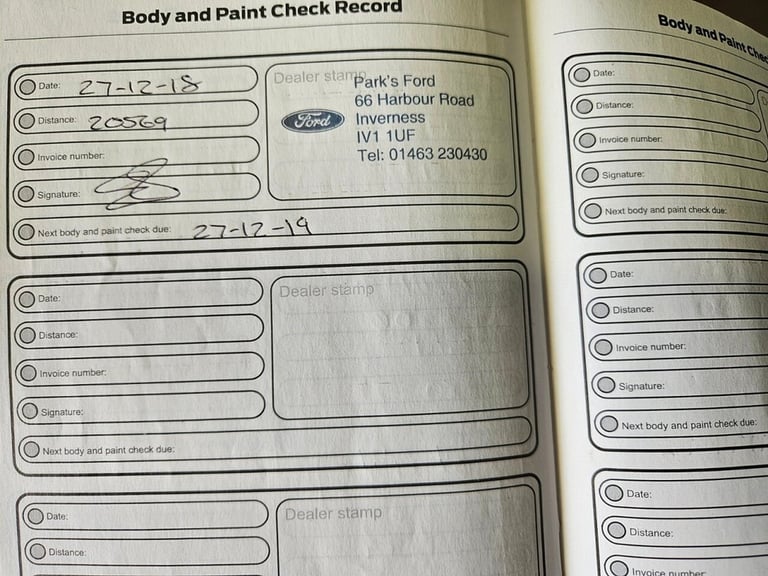 Body and Paint Check Record
Date: 27-12-18
Distance: 20569
Invoice number:
Signature:
Next body and paint check due: 27-12-19
Dealer stamp
Park's Ford
66 Harbour Road
Ford Inverness
IV1 1UF
Tel: 01463 230430
Date:
Distance:
Invoice number:
Signature:
Next body and paint check due:
Dealer stamp
Date:
Distance:
Dealer stamp
Body and Paint
Date:
Distance:
Invoice number:
Signature:
Next body and paint check due:
Date:
Distance:
Invoice number:
Signature:
Next body and paint check due:
Date:
Distance:
Invoice number: